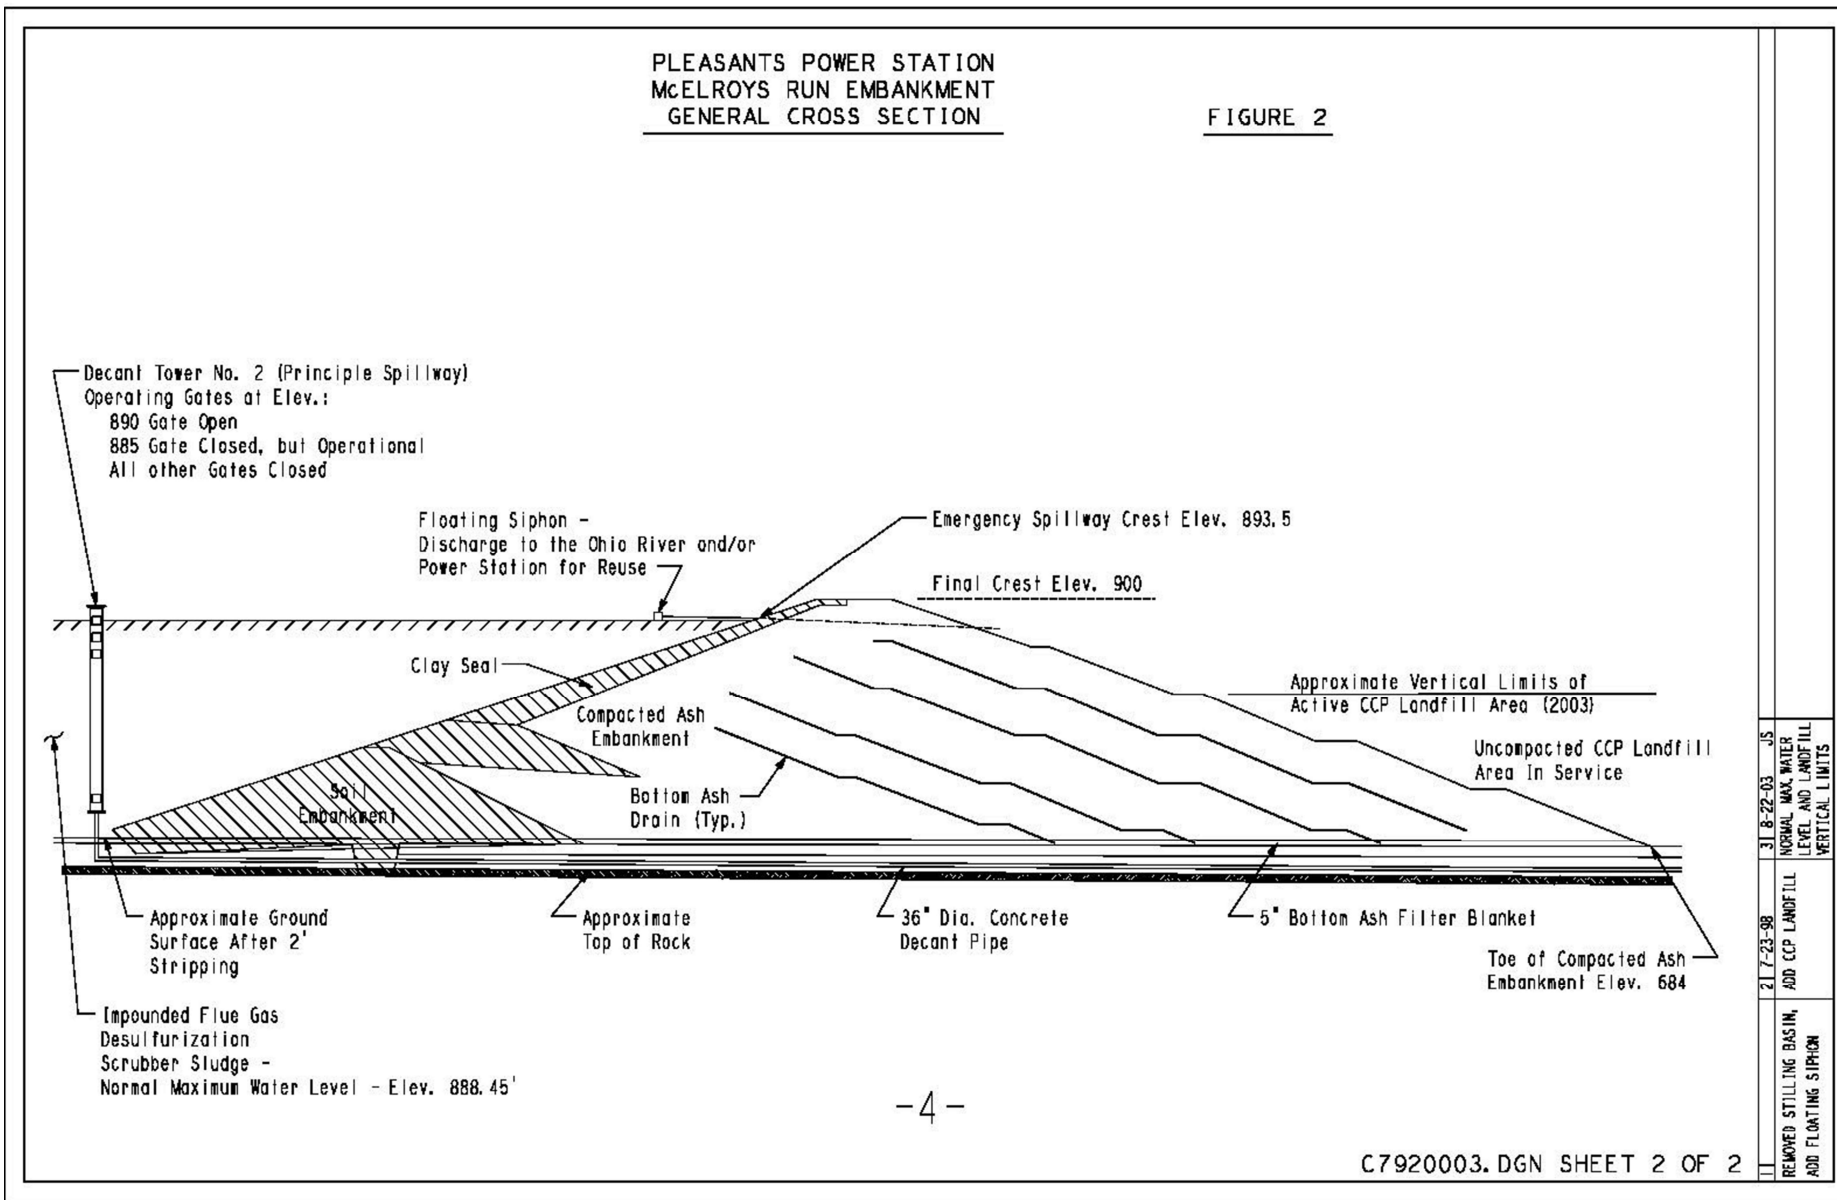 PLEASANTS POWER STATION
McELROYS RUN EMBANKMENT
GENERAL CROSS SECTION
FIGURE 2
Decant Tower No. 2 (Principle Spillway)
Operating Gates at Elev.:
890 Gate Open
885 Gate Closed, but Operational
All other Gates Closed
Floating Siphon -
Discharge to the Ohio River and/or
Power Station for Reuse
Emergency Spillway Crest Elev. 893.5
Final Crest Elev. 900
Clay Seal
Compacted Ash
Embankment
Approximate Vertical Limits of
Active CCP Landfill Area (2003)
Uncompacted CCP Landfill
Area In Service
Soil
Embankment
Bottom Ash
Drain (Typ.)
Approximate Ground
Surface After 2'
Stripping
Approximate
Top of Rock
36" Dia. Concrete
Decant Pipe
5" Bottom Ash Filter Blanket
Toe of Compacted Ash
Embankment Elev. 684
Impounded Flue Gas
Desulfurization
Scrubber Sludge -
Normal Maximum Water Level - Elev. 888.45'
-4-
C7920003.DGN SHEET 2 OF 2
3 8-22-03 JS
NORMAL MAX. WATER
LEVEL AND LANDFILL
VERTICAL LIMITS
2 7-23-98
ADD CCP LANDFILL
1
REMOVED STILLING BASIN,
ADD FLOATING SIPHON